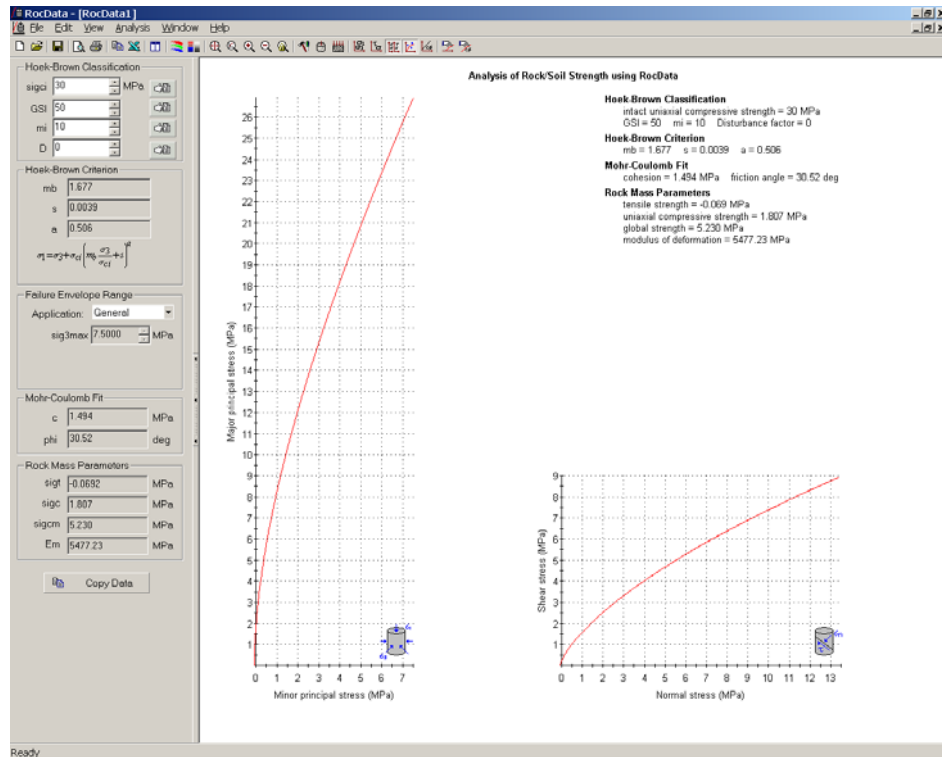 RocData - [RocData1]
File Edit View Analysis Window Help
Hoek-Brown Classification
sigci 30 MPa
GSI 50
mi 10
D 0
Hoek-Brown Criterion
mb 1.677
s 0.0039
a 0.506
Failure Envelope Range
Application: General
sig3max 7.5000 MPa
Mohr-Coulomb Fit
c 1.494 MPa
phi 30.52 deg
Rock Mass Parameters
sigt -0.0692 MPa
sigc 1.807 MPa
sigcm 5.230 MPa
Em 5477.23 MPa
Copy Data
Analysis of Rock/Soil Strength using RocData
Hoek-Brown Classification
intact uniaxial compressive strength = 30 MPa
GSI = 50 mi = 10 Disturbance factor = 0
Hoek-Brown Criterion
mb = 1.677 s = 0.0039 a = 0.506
Mohr-Coulomb Fit
cohesion = 1.494 MPa friction angle = 30.52 deg
Rock Mass Parameters
tensile strength = -0.069 MPa
uniaxial compressive strength = 1.807 MPa
global strength = 5.230 MPa
modulus of deformation = 5477.23 MPa
Major principal stress (MPa)
26
25
24
23
22
21
20
19
18
17
16
15
14
13
12
11
10
9
8
7
6
5
4
3
2
1
0 1 2 3 4 5 6 7
Minor principal stress (MPa)
Shear stress (MPa)
9
8
7
6
5
4
3
2
1
0 1 2 3 4 5 6 7 8 9 10 11 12 13
Normal stress (MPa)
Ready